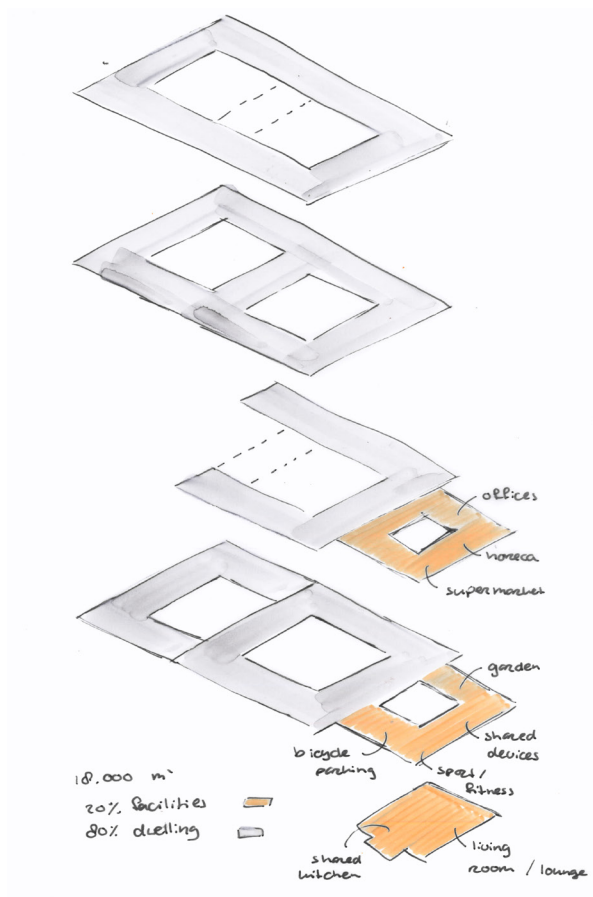 offices
horeca
supermarket
garden
shared
devices
bicycle
parking
sport/
fitness
18.000 m²
20% facilities
80% dwelling
shared
kitchen
living
room / lounge